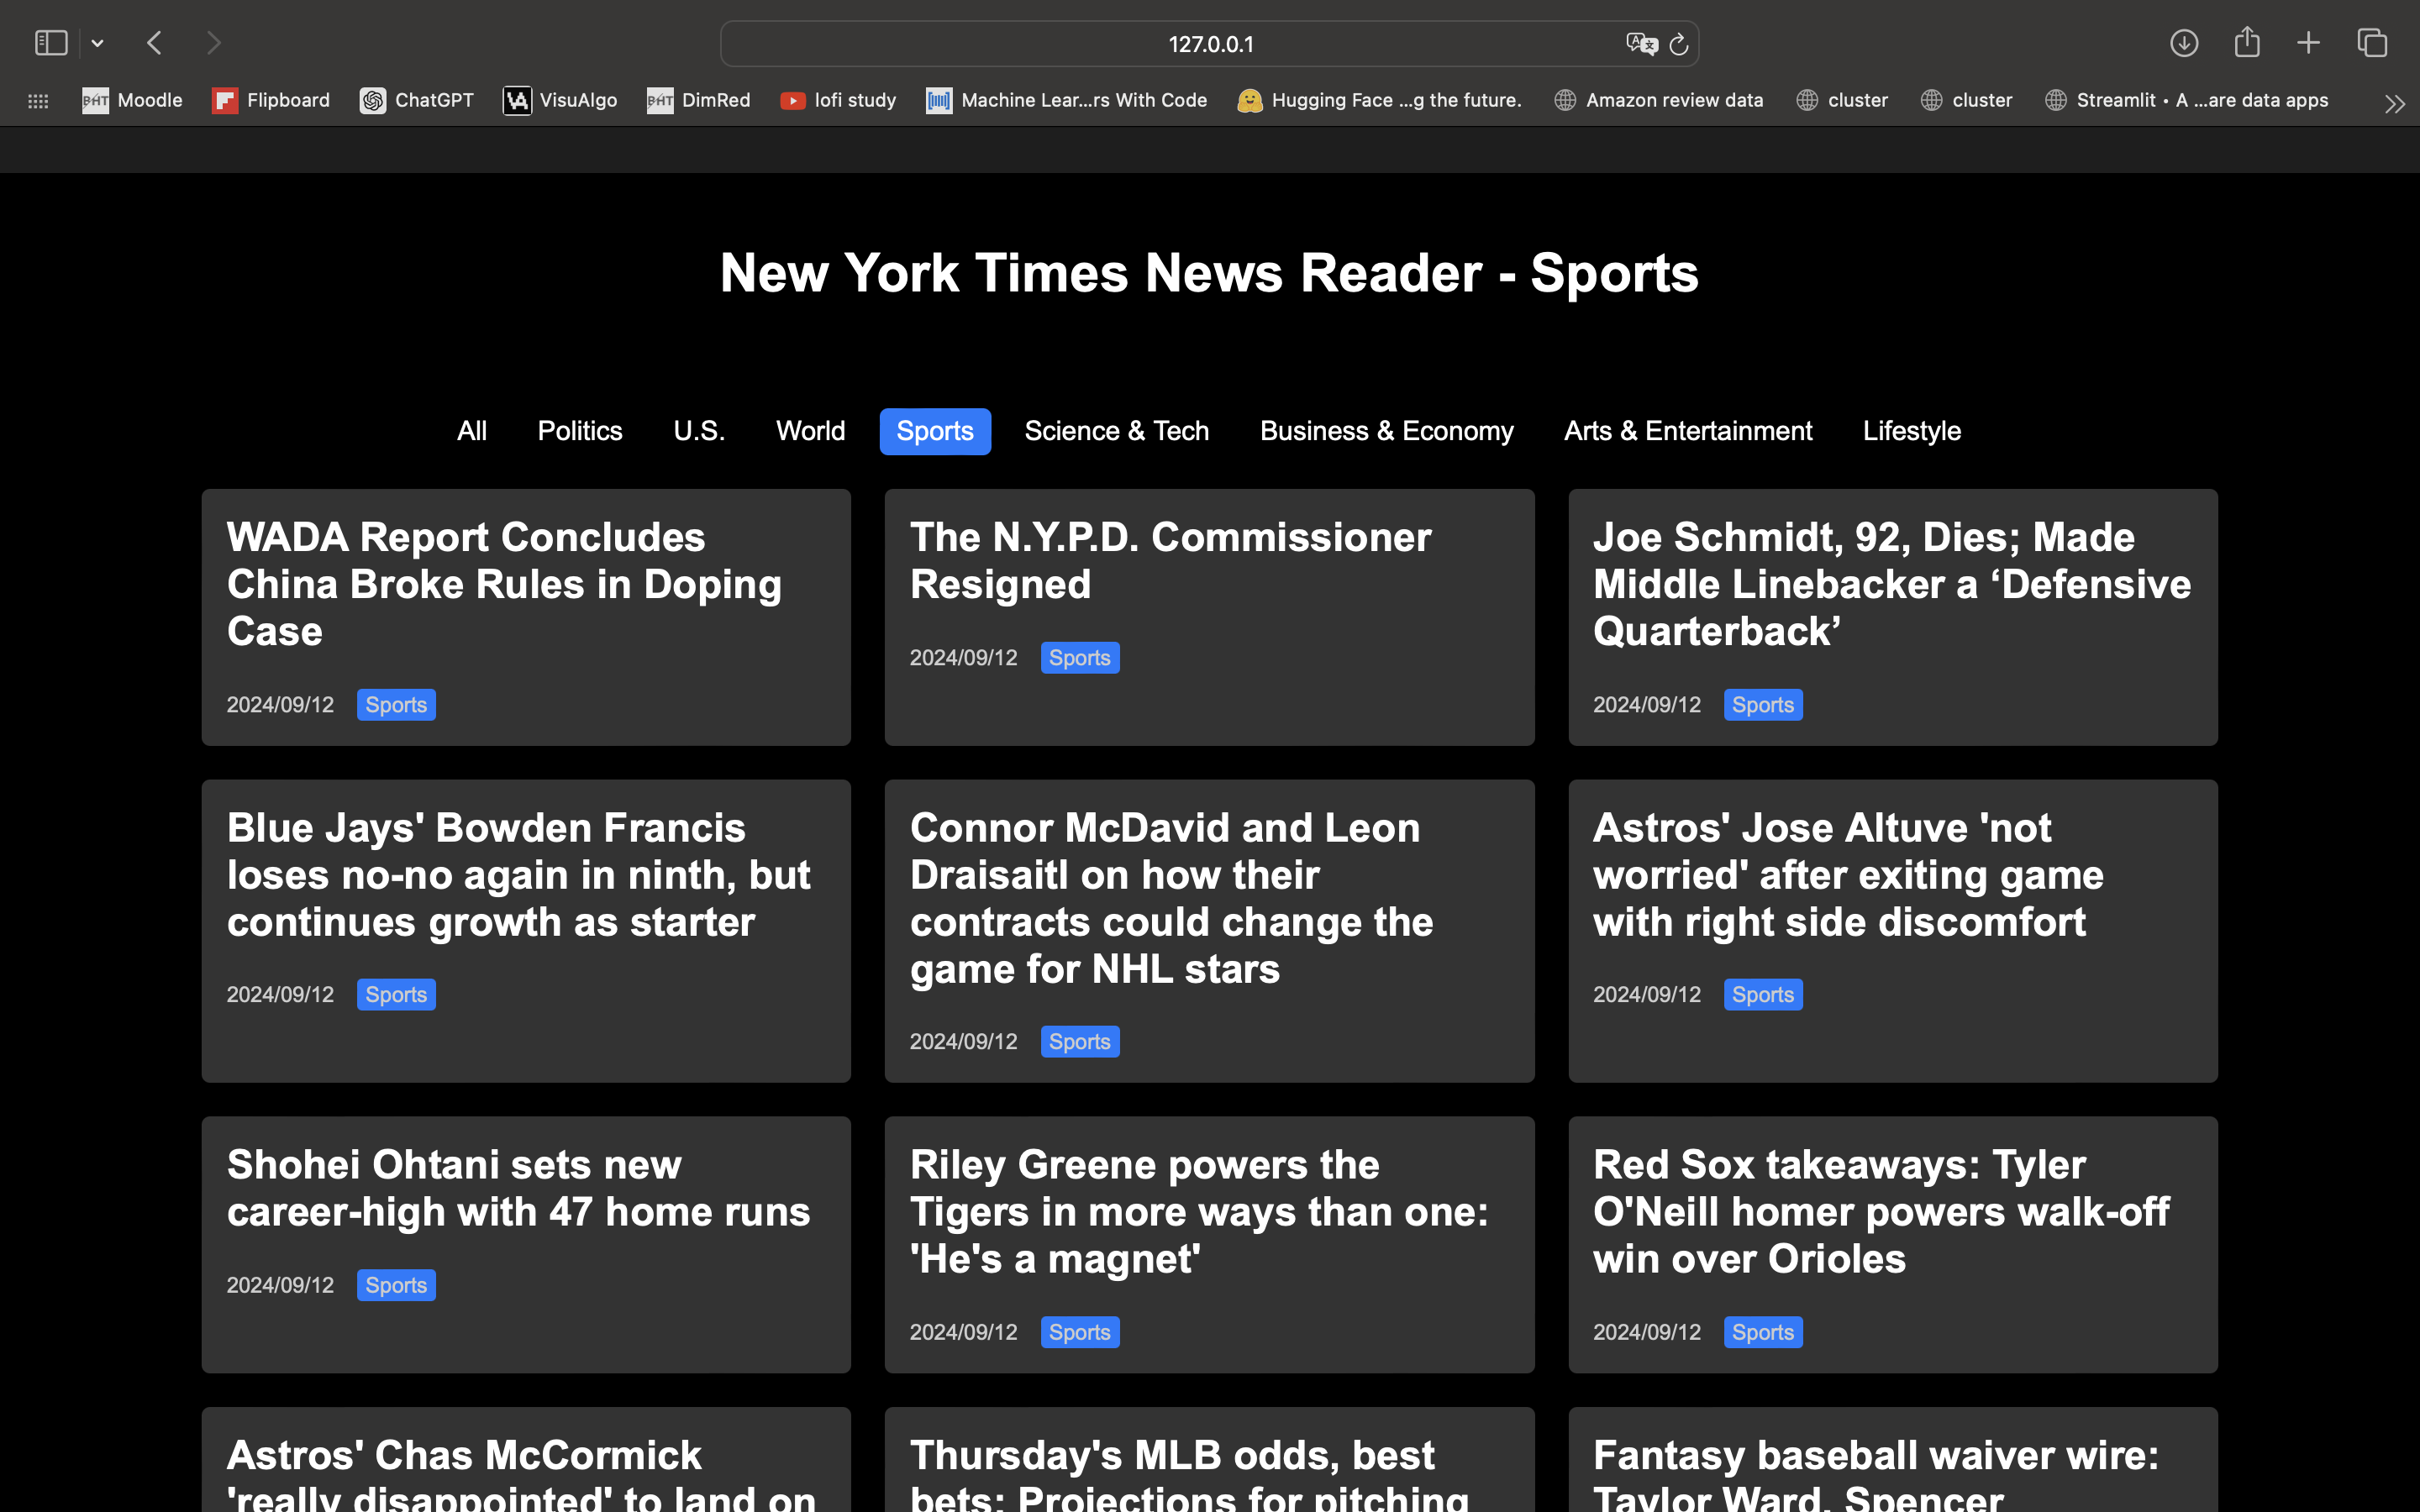 127.0.0.1
Moodle Flipboard ChatGPT VisuAlgo DimRed lofi study Machine Lear...rs With Code Hugging Face ...g the future. Amazon review data cluster cluster Streamlit • A ...are data apps
New York Times News Reader - Sports
All Politics U.S. World Sports Science & Tech Business & Economy Arts & Entertainment Lifestyle
WADA Report Concludes
China Broke Rules in Doping
Case
2024/09/12 Sports
The N.Y.P.D. Commissioner
Resigned
2024/09/12 Sports
Joe Schmidt, 92, Dies; Made
Middle Linebacker a ‘Defensive
Quarterback’
2024/09/12 Sports
Blue Jays' Bowden Francis
loses no-no again in ninth, but
continues growth as starter
2024/09/12 Sports
Connor McDavid and Leon
Draisaitl on how their
contracts could change the
game for NHL stars
2024/09/12 Sports
Astros' Jose Altuve 'not
worried' after exiting game
with right side discomfort
2024/09/12 Sports
Shohei Ohtani sets new
career-high with 47 home runs
2024/09/12 Sports
Riley Greene powers the
Tigers in more ways than one:
'He's a magnet'
2024/09/12 Sports
Red Sox takeaways: Tyler
O'Neill homer powers walk-off
win over Orioles
2024/09/12 Sports
Astros' Chas McCormick
'really disappointed' to land on
Thursday's MLB odds, best
bets: Projections for pitching
Fantasy baseball waiver wire:
Taylor Ward, Spencer